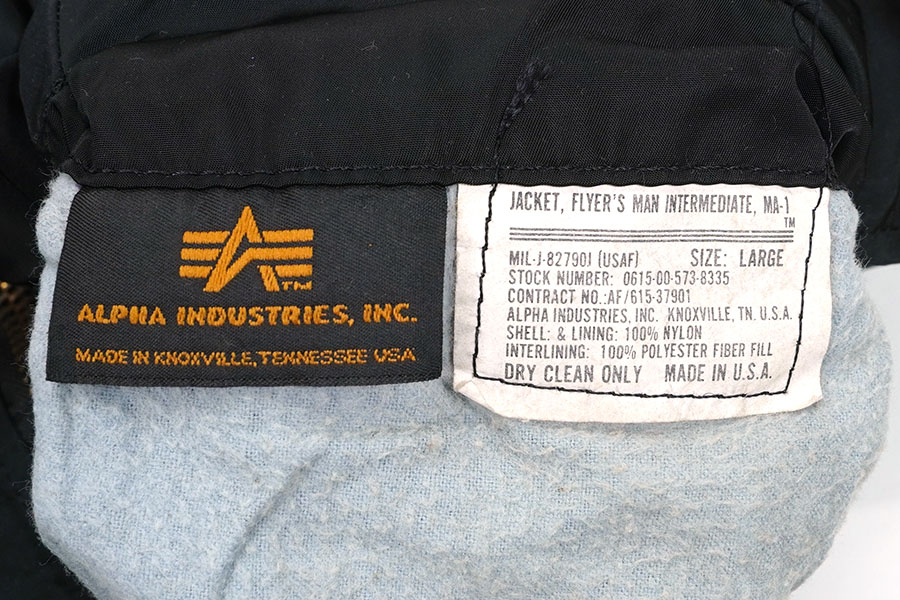 TM
ALPHA INDUSTRIES, INC.
MADE IN KNOXVILLE, TENNESSEE USA
JACKET, FLYER'S MAN INTERMEDIATE, MA-1
TM
MIL-J-82790J (USAF) SIZE: LARGE
STOCK NUMBER: 0615-00-573-8335
CONTRACT NO.:AF/615-37901
ALPHA INDUSTRIES, INC. KNOXVILLE, TN. U.S.A.
SHELL: & LINING: 100% NYLON
INTERLINING: 100% POLYESTER FIBER FILL
DRY CLEAN ONLY MADE IN U.S.A.